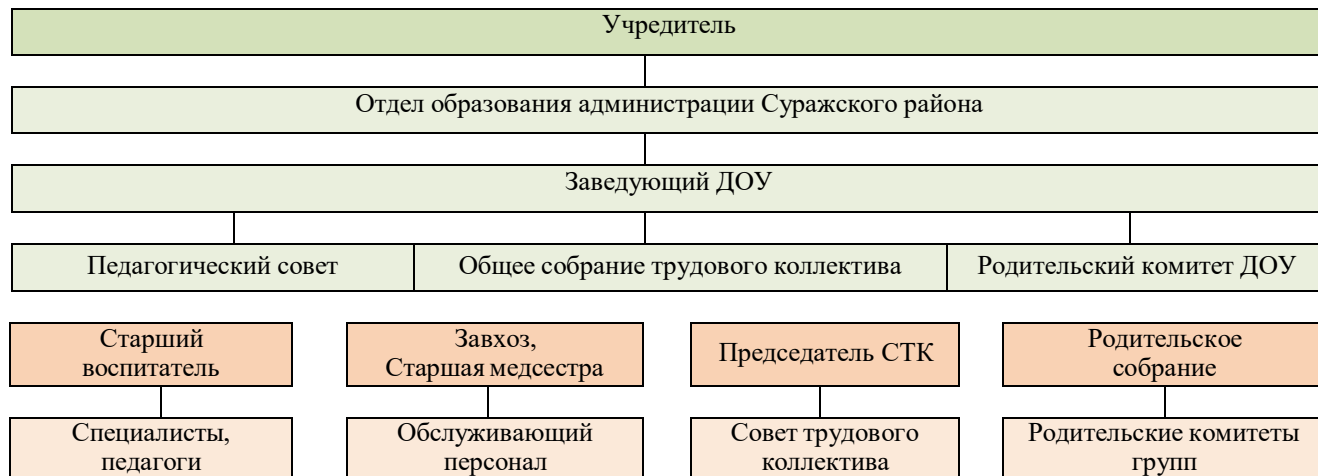 Учредитель
Отдел образования администрации Суражского района
Заведующий ДОУ
Педагогический совет
Общее собрание трудового коллектива
Родительский комитет ДОУ
Старший
воспитатель
Завхоз,
Старшая медсестра
Председатель СТК
Родительское
собрание
Специалисты,
педагоги
Обслуживающий
персонал
Совет трудового
коллектива
Родительские комитеты
групп